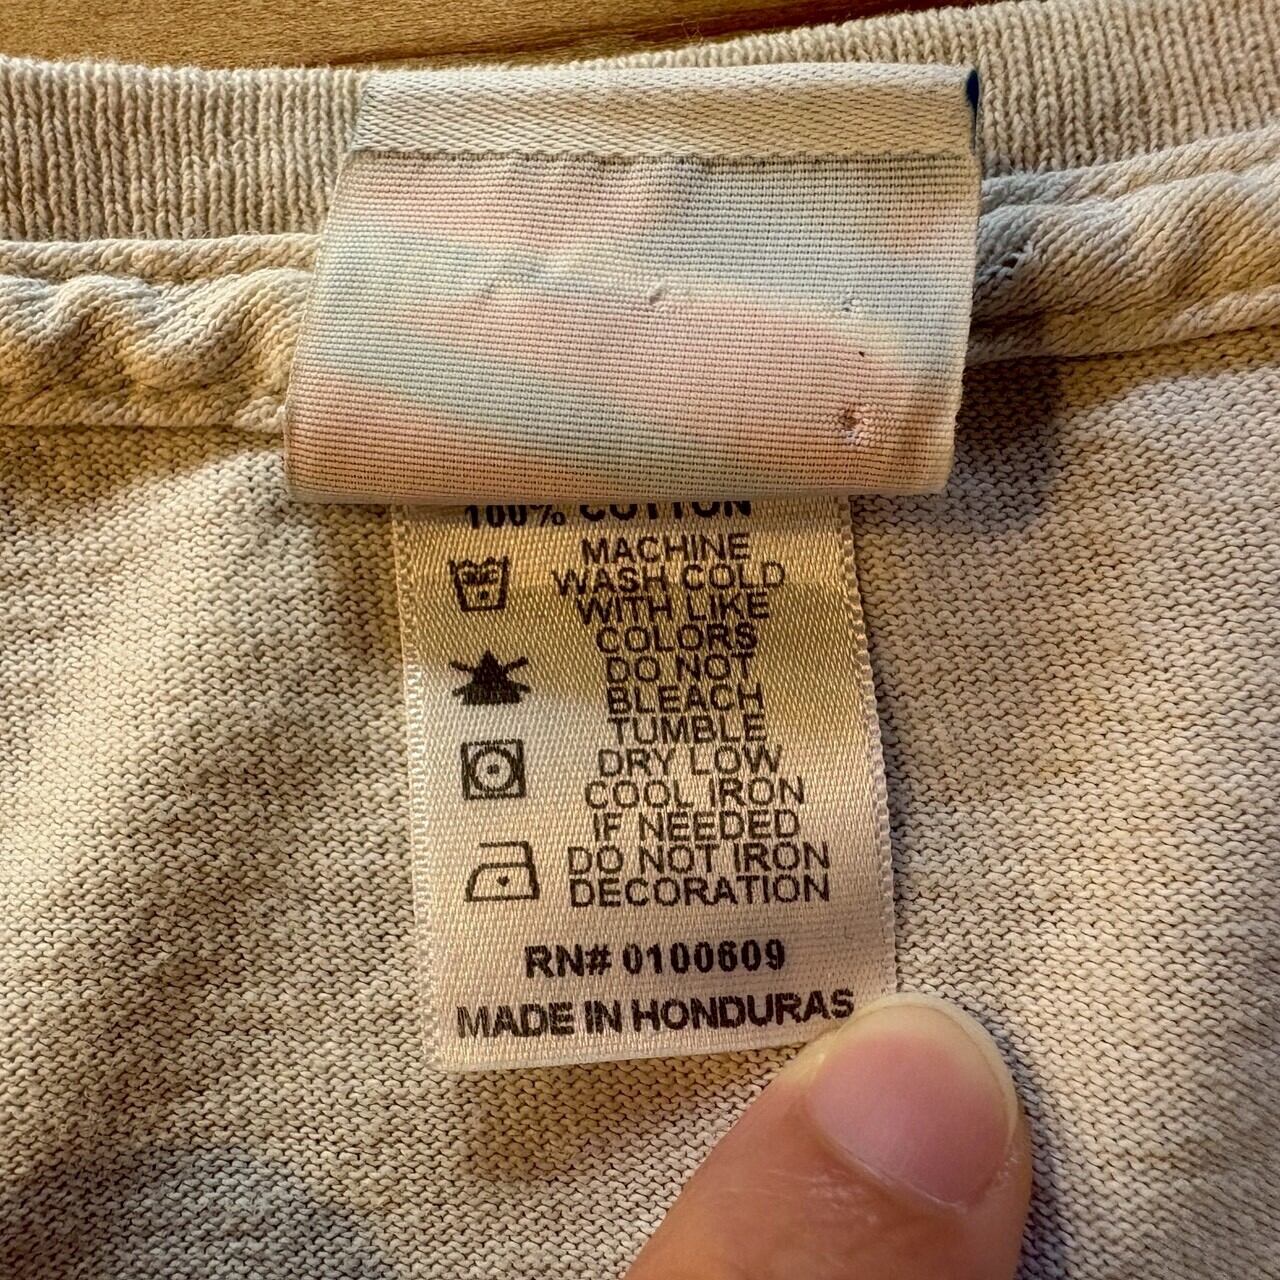 100% COTTON
MACHINE
WASH COLD
WITH LIKE
COLORS
DO NOT
BLEACH
TUMBLE
DRY LOW
COOL IRON
IF NEEDED
DO NOT IRON
DECORATION
RN# 0100609
MADE IN HONDURAS